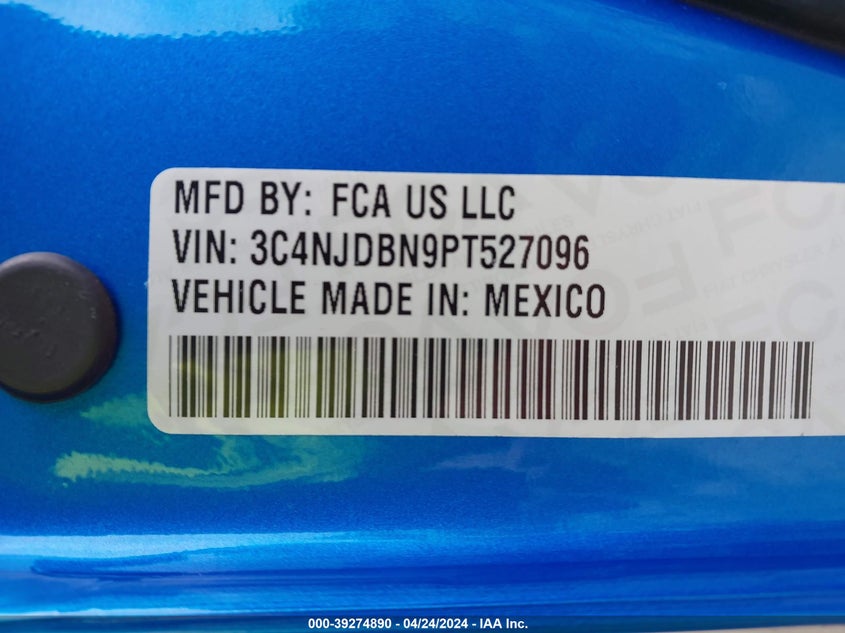 MFD BY: FCA US LLC
VIN: 3C4NJDBN9PT527096
VEHICLE MADE IN: MEXICO
000-39274890 - 04/24/2024 - IAA Inc.